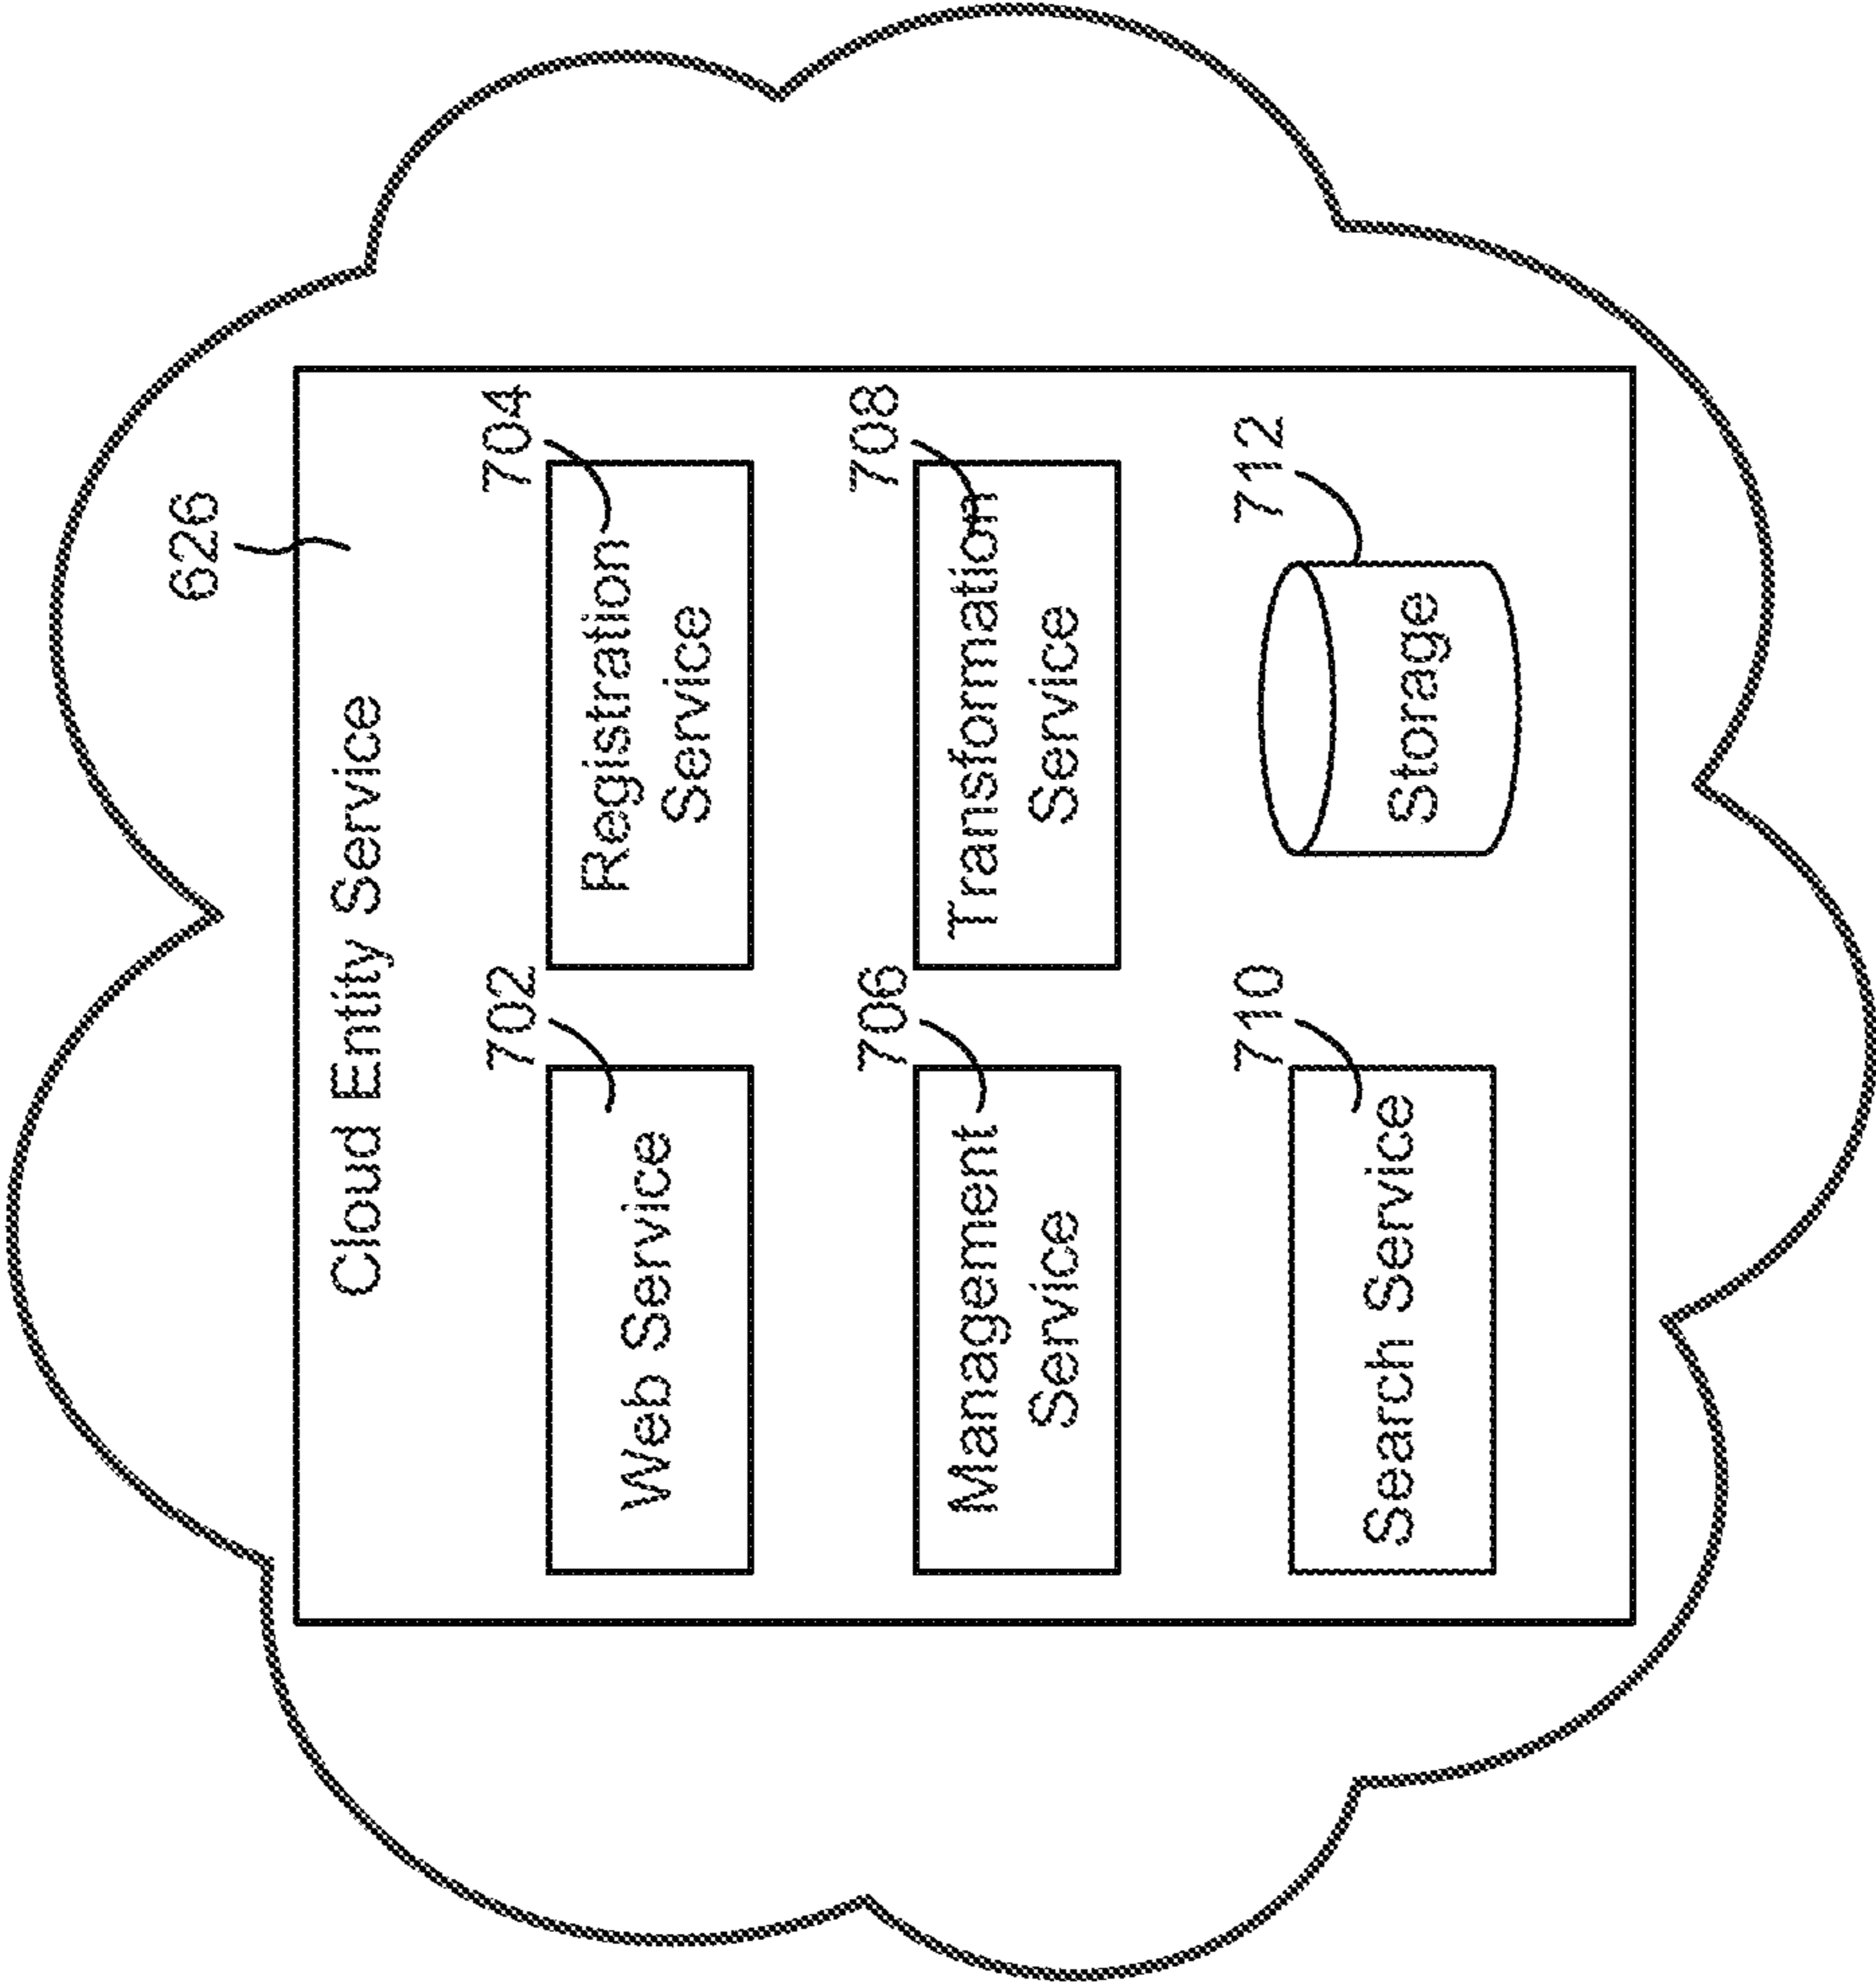 626
Cloud Entity Service
702
Web Service
704
Registration
Service
706
Management
Service
708
Transformation
Service
710
Search Service
712
Storage